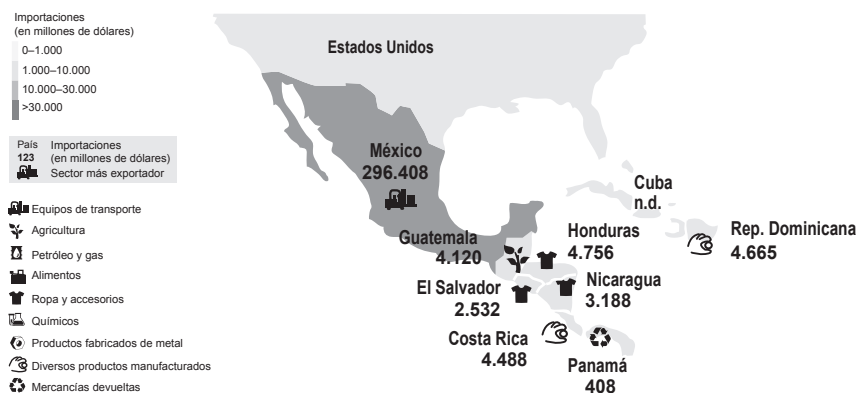 Importaciones
(en millones de dólares)
0–1.000
1.000–10.000
10.000–30.000
>30.000
País Importaciones
123 (en millones de dólares)
Sector más exportador
Equipos de transporte
Agricultura
Petróleo y gas
Alimentos
Ropa y accesorios
Químicos
Productos fabricados de metal
Diversos productos manufacturados
Mercancías devueltas
Estados Unidos
México
296.408
Cuba
n.d.
Rep. Dominicana
4.665
Guatemala
4.120
Honduras
4.756
El Salvador
2.532
Nicaragua
3.188
Costa Rica
4.488
Panamá
408